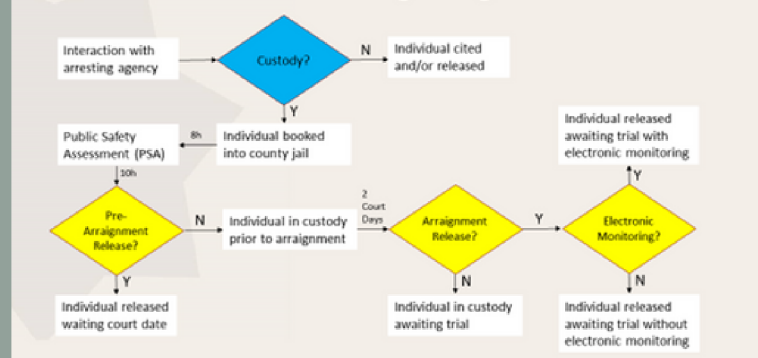 Interaction with
arresting agency
Custody?
N
Individual cited
and/or released
Y
Individual booked
into county jail
8h
Public Safety
Assessment (PSA)
10h
Pre-
Arraignment
Release?
Y
Individual released
waiting court date
N
Individual in custody
prior to arraignment
2
Court
Days
Arraignment
Release?
N
Individual in custody
awaiting trial
Y
Electronic
Monitoring?
Y
Individual released
awaiting trial with
electronic monitoring
N
Individual released
awaiting trial without
electronic monitoring